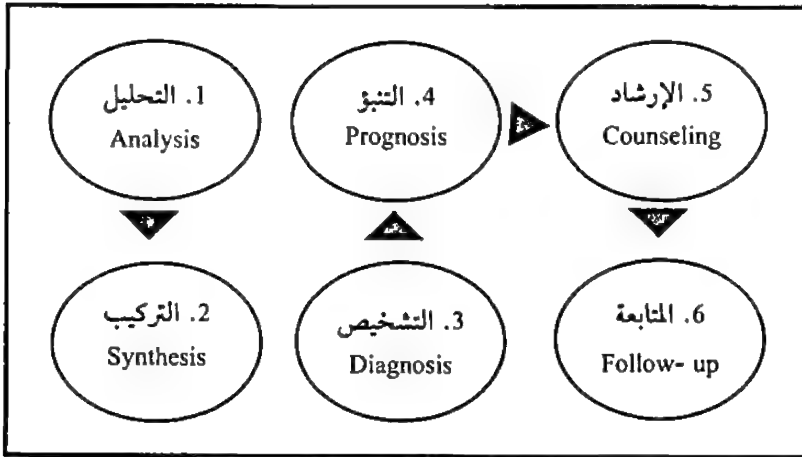 1. التحليل
Analysis
2. التركيب
Synthesis
3. التشخيص
Diagnosis
4. التنبؤ
Prognosis
5. الإرشاد
Counseling
6. المتابعة
Follow- up